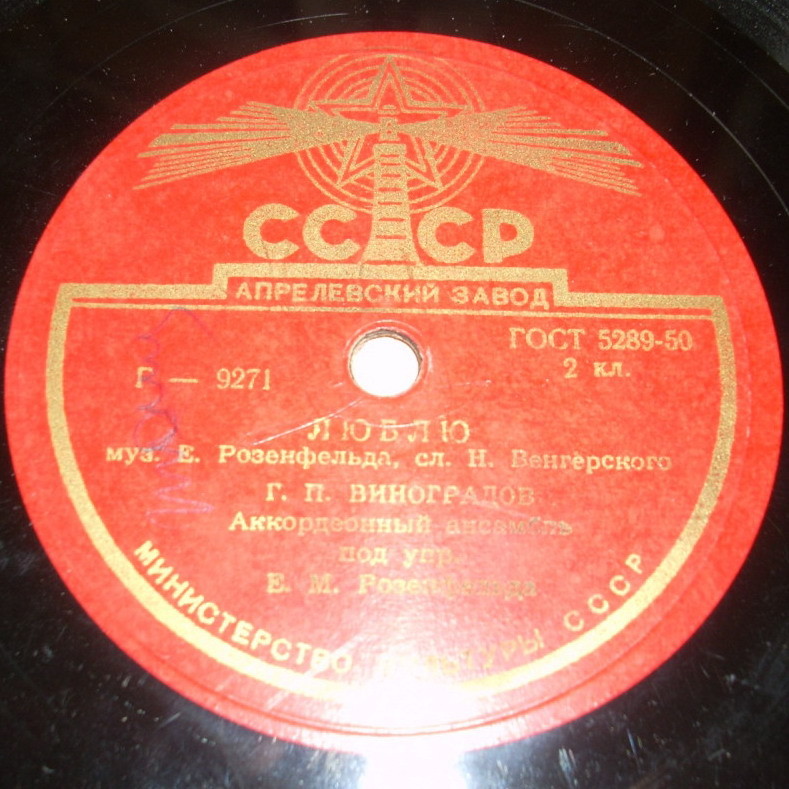 СССР
АПРЕЛЕВСКИЙ ЗАВОД
ГОСТ 5289-50
2 кл.
Г — 9271
ЛЮБЛЮ
муз. Е. Розенфельда, сл. Н. Венгерского
Г. П. ВИНОГРАДОВ
Аккордеонный ансамбль
под упр.
Е. М. Розенфельда
МИНИСТЕРСТВО КУЛЬТУРЫ СССР